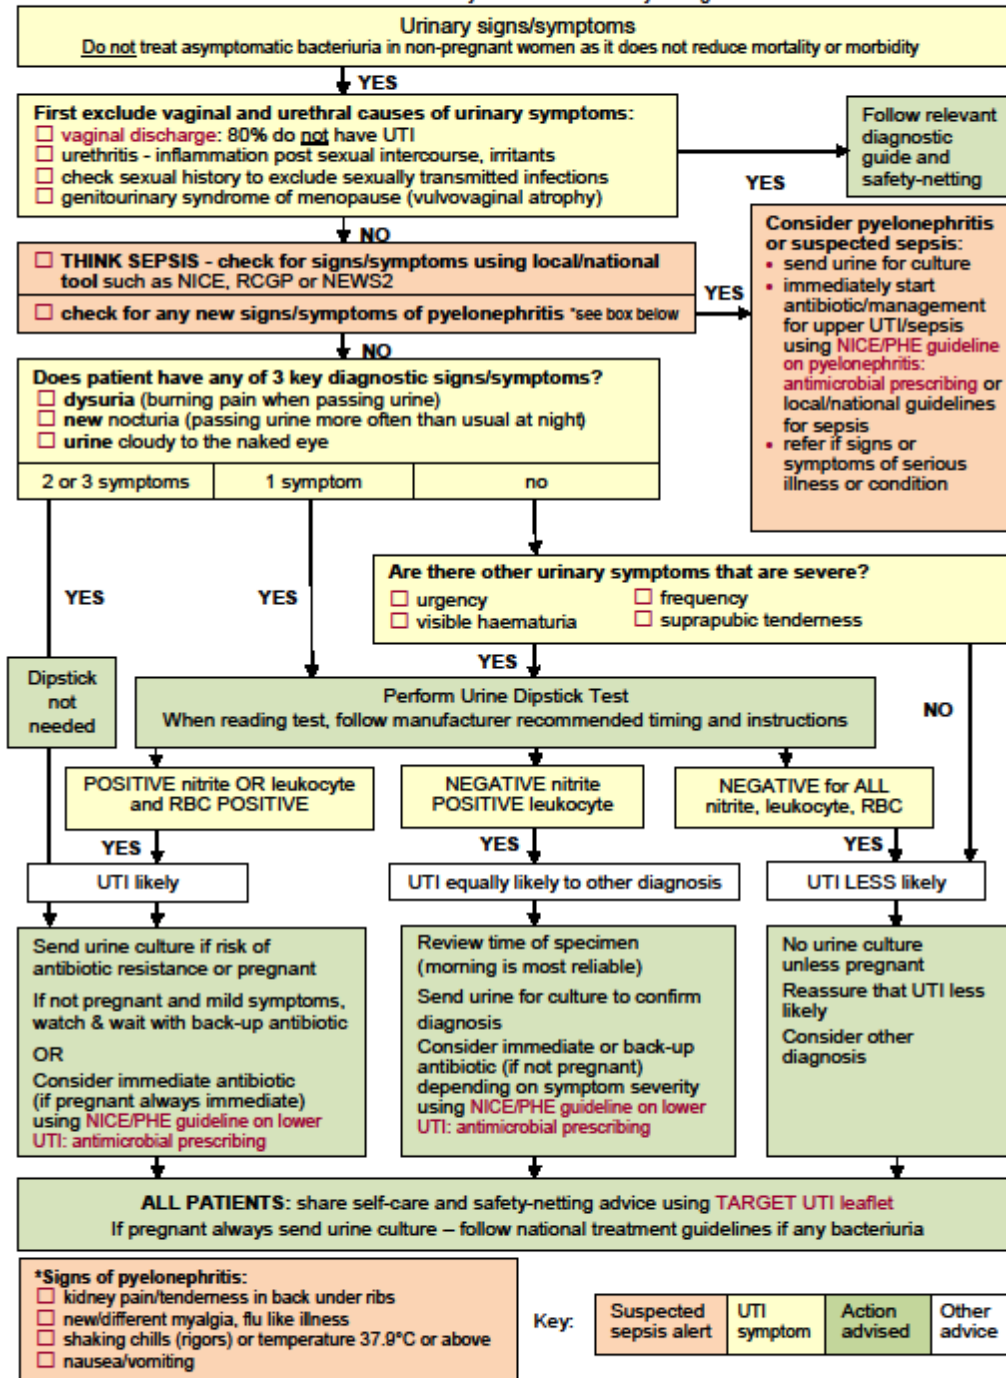 Urinary signs/symptoms
Do not treat asymptomatic bacteriuria in non-pregnant women as it does not reduce mortality or morbidity
YES
First exclude vaginal and urethral causes of urinary symptoms:
vaginal discharge: 80% do not have UTI
urethritis - inflammation post sexual intercourse, irritants
check sexual history to exclude sexually transmitted infections
genitourinary syndrome of menopause (vulvovaginal atrophy)
YES
Follow relevant
diagnostic
guide and
safety-netting
NO
THINK SEPSIS - check for signs/symptoms using local/national
tool such as NICE, RCGP or NEWS2
check for any new signs/symptoms of pyelonephritis *see box below
YES
Consider pyelonephritis
or suspected sepsis:
• send urine for culture
• immediately start
antibiotic/management
for upper UTI/sepsis
using NICE/PHE guideline
on pyelonephritis:
antimicrobial prescribing or
local/national guidelines
for sepsis
• refer if signs or
symptoms of serious
illness or condition
NO
Does patient have any of 3 key diagnostic signs/symptoms?
dysuria (burning pain when passing urine)
new nocturia (passing urine more often than usual at night)
urine cloudy to the naked eye
2 or 3 symptoms
1 symptom
no
Are there other urinary symptoms that are severe?
urgency
frequency
visible haematuria
suprapubic tenderness
YES
YES
YES
NO
Dipstick
not
needed
Perform Urine Dipstick Test
When reading test, follow manufacturer recommended timing and instructions
POSITIVE nitrite OR leukocyte
and RBC POSITIVE
NEGATIVE nitrite
POSITIVE leukocyte
NEGATIVE for ALL
nitrite, leukocyte, RBC
YES
YES
YES
UTI likely
UTI equally likely to other diagnosis
UTI LESS likely
Send urine culture if risk of
antibiotic resistance or pregnant
If not pregnant and mild symptoms,
watch & wait with back-up antibiotic
OR
Consider immediate antibiotic
(if pregnant always immediate)
using NICE/PHE guideline on lower
UTI: antimicrobial prescribing
Review time of specimen
(morning is most reliable)
Send urine for culture to confirm
diagnosis
Consider immediate or back-up
antibiotic (if not pregnant)
depending on symptom severity
using NICE/PHE guideline on lower
UTI: antimicrobial prescribing
No urine culture
unless pregnant
Reassure that UTI less
likely
Consider other
diagnosis
ALL PATIENTS: share self-care and safety-netting advice using TARGET UTI leaflet
If pregnant always send urine culture – follow national treatment guidelines if any bacteriuria
*Signs of pyelonephritis:
kidney pain/tenderness in back under ribs
new/different myalgia, flu like illness
shaking chills (rigors) or temperature 37.9°C or above
nausea/vomiting
Key:
Suspected
sepsis alert
UTI
symptom
Action
advised
Other
advice